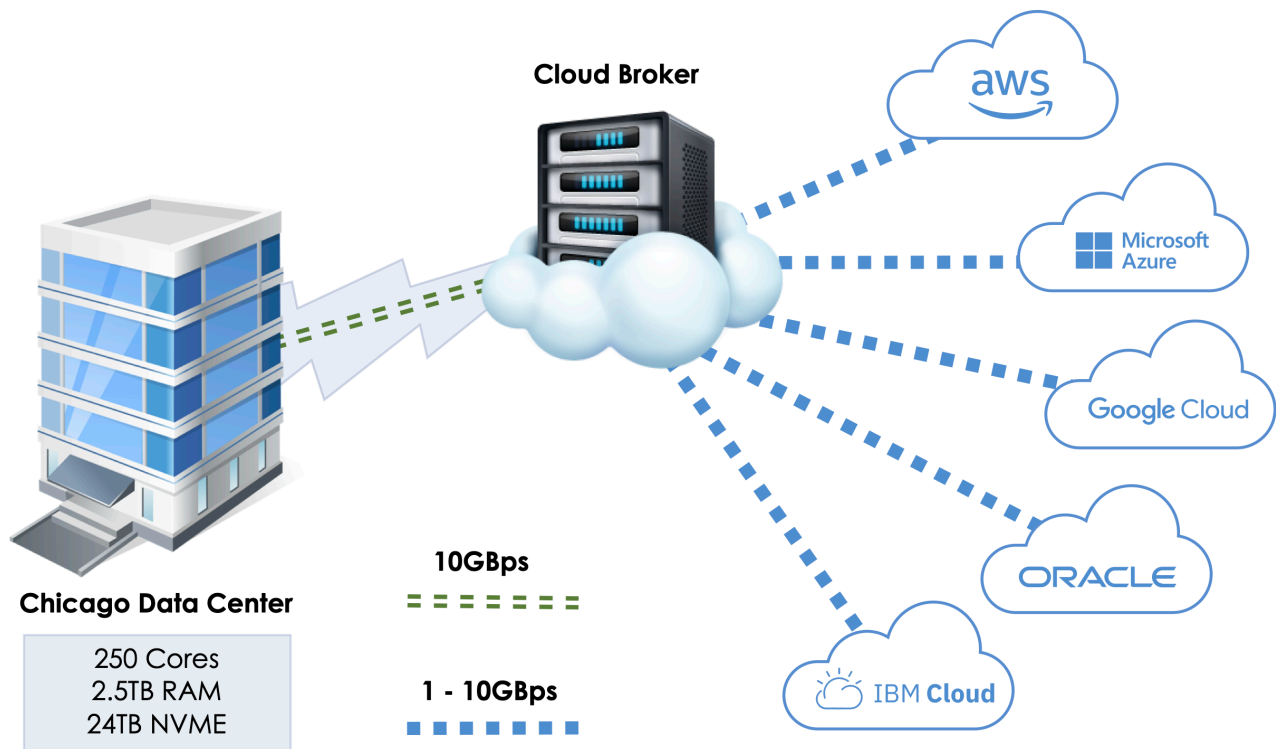 Cloud Broker
aws
Microsoft
Azure
Google Cloud
ORACLE
IBM Cloud
10GBps
1 - 10GBps
Chicago Data Center
250 Cores
2.5TB RAM
24TB NVME